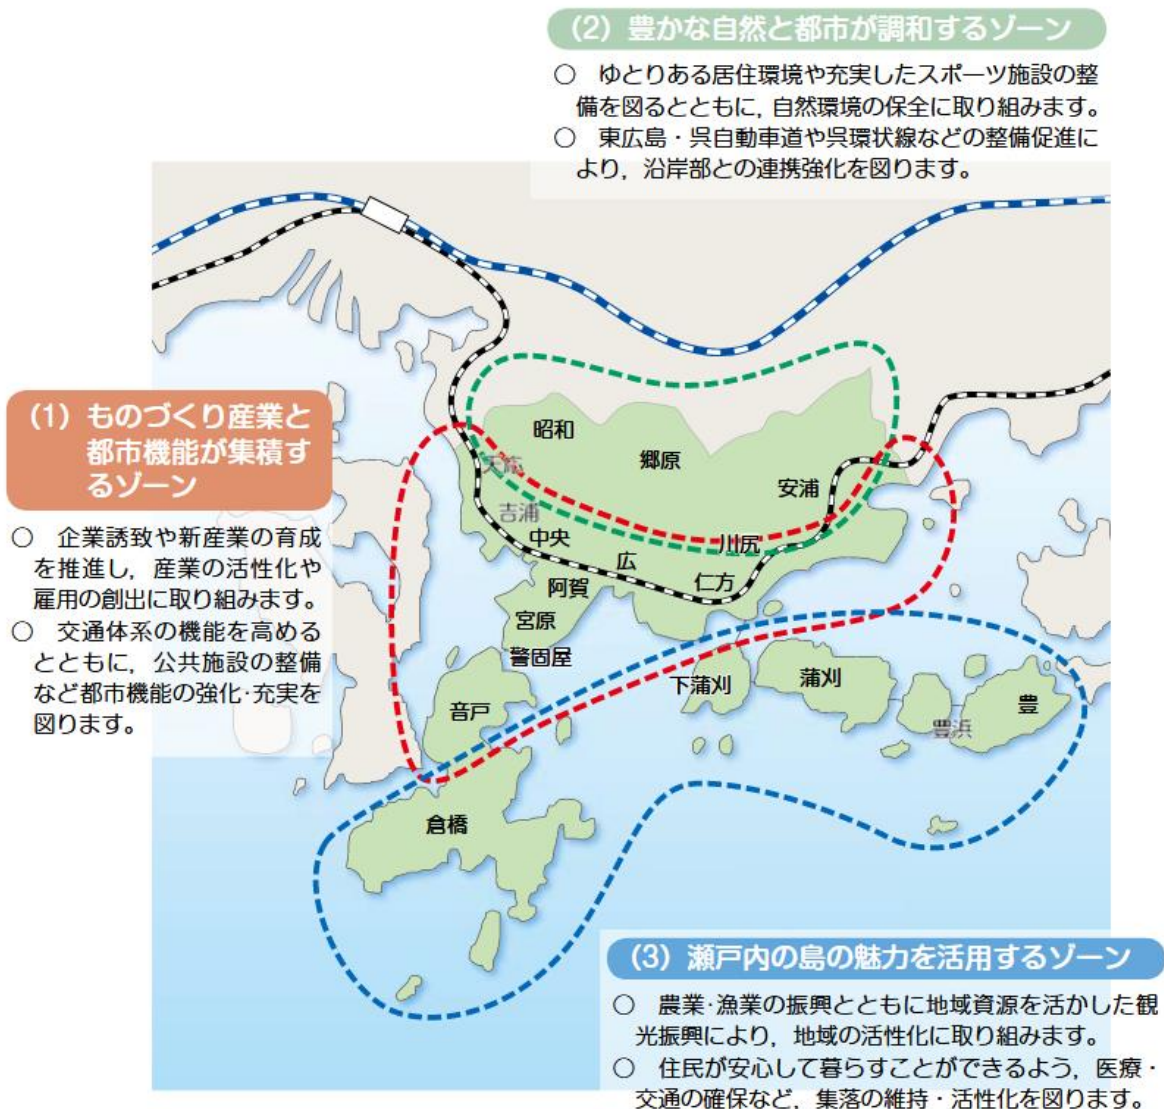 (2) 豊かな自然と都市が調和するゾーン
○ ゆとりある居住環境や充実したスポーツ施設の整
備を図るとともに，自然環境の保全に取り組みます。
○ 東広島・呉自動車道や呉環状線などの整備促進に
より，沿岸部との連携強化を図ります。
(1) ものづくり産業と
都市機能が集積す
るゾーン
○ 企業誘致や新産業の育成
を推進し，産業の活性化や
雇用の創出に取り組みます。
○ 交通体系の機能を高める
とともに，公共施設の整備
など都市機能の強化・充実を
図ります。
昭和
郷原
天応
安浦
吉浦
中央
川尻
広
阿賀
仁方
宮原
警固屋
下蒲刈
蒲刈
音戸
豊
豊浜
倉橋
(3) 瀬戸内の島の魅力を活用するゾーン
○ 農業・漁業の振興とともに地域資源を活かした観
光振興により，地域の活性化に取り組みます。
○ 住民が安心して暮らすことができるよう，医療・
交通の確保など，集落の維持・活性化を図ります。